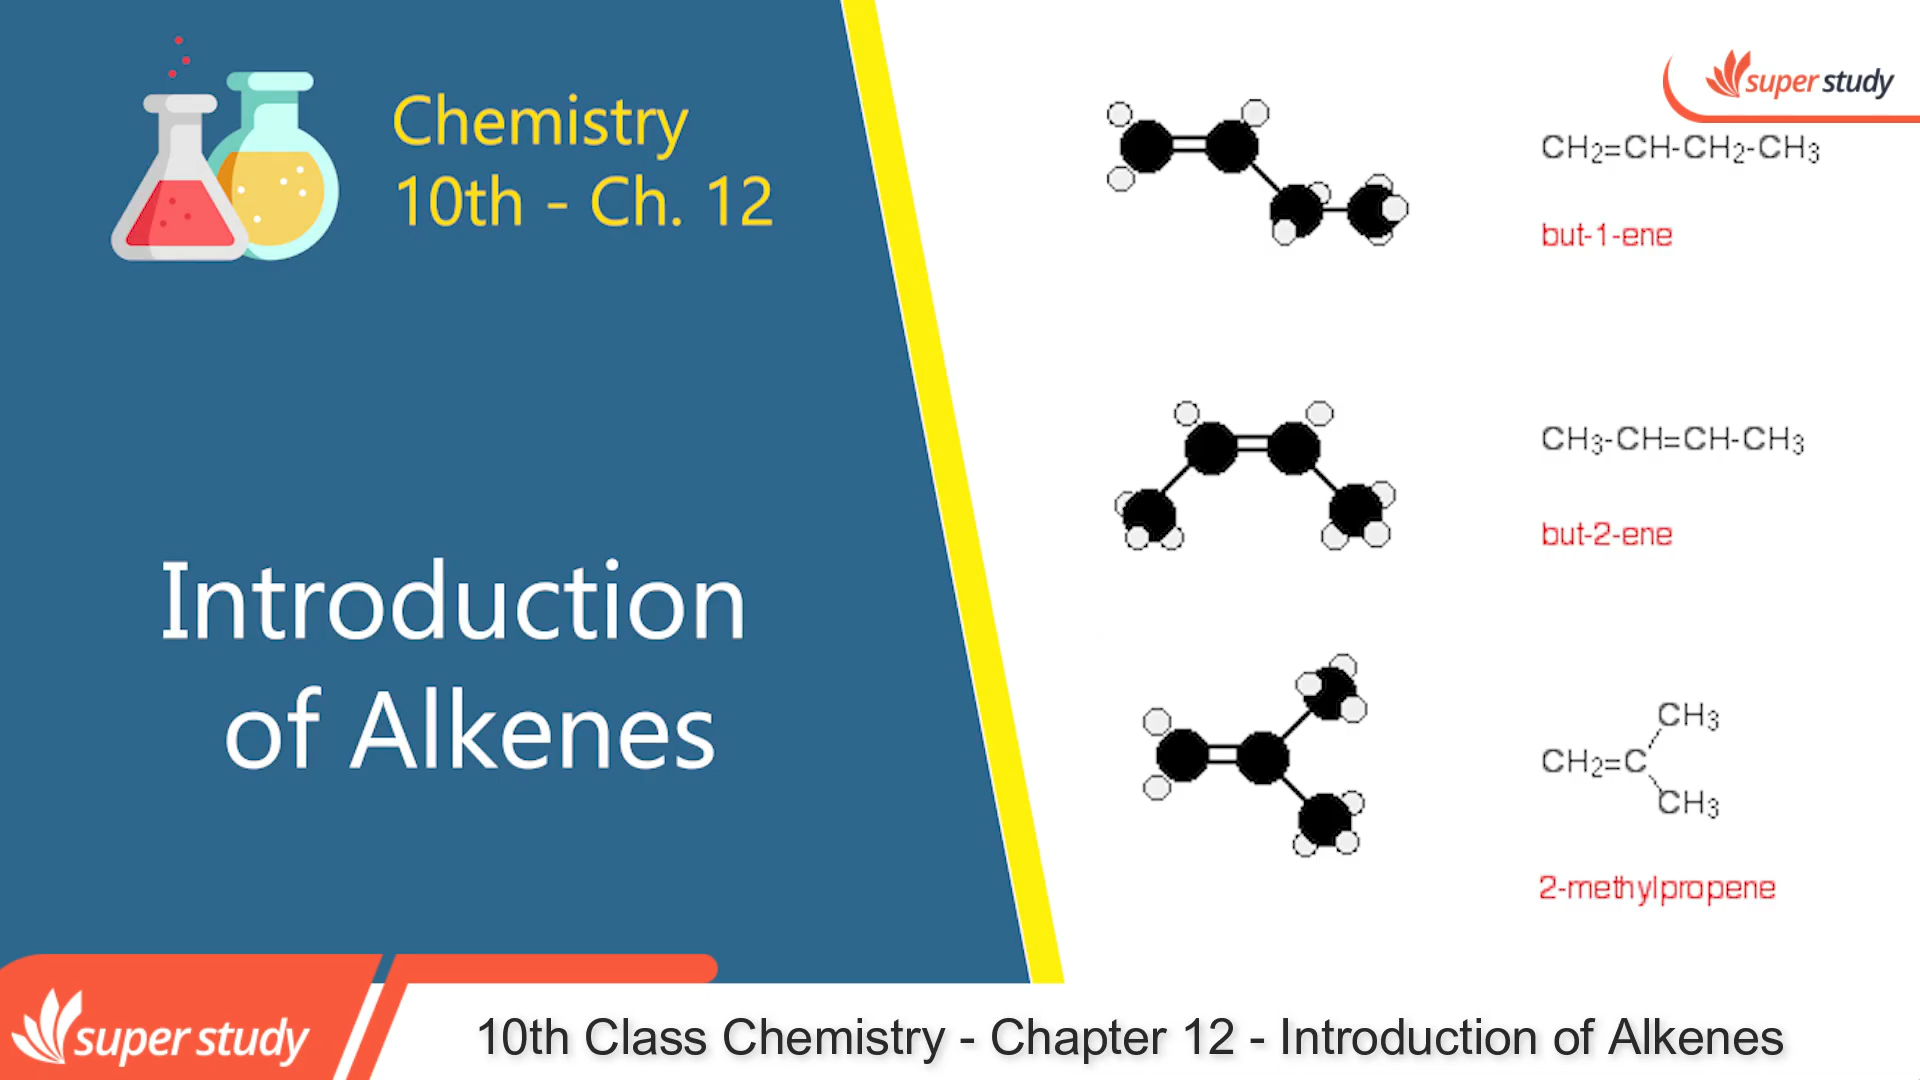 Chemistry
10th - Ch. 12
Introduction
of Alkenes
super study
CH2=CH-CH2-CH3
but-1-ene
CH3-CH=CH-CH3
but-2-ene
CH3
CH2=C
CH3
2-methylpropene
super study
10th Class Chemistry - Chapter 12 - Introduction of Alkenes